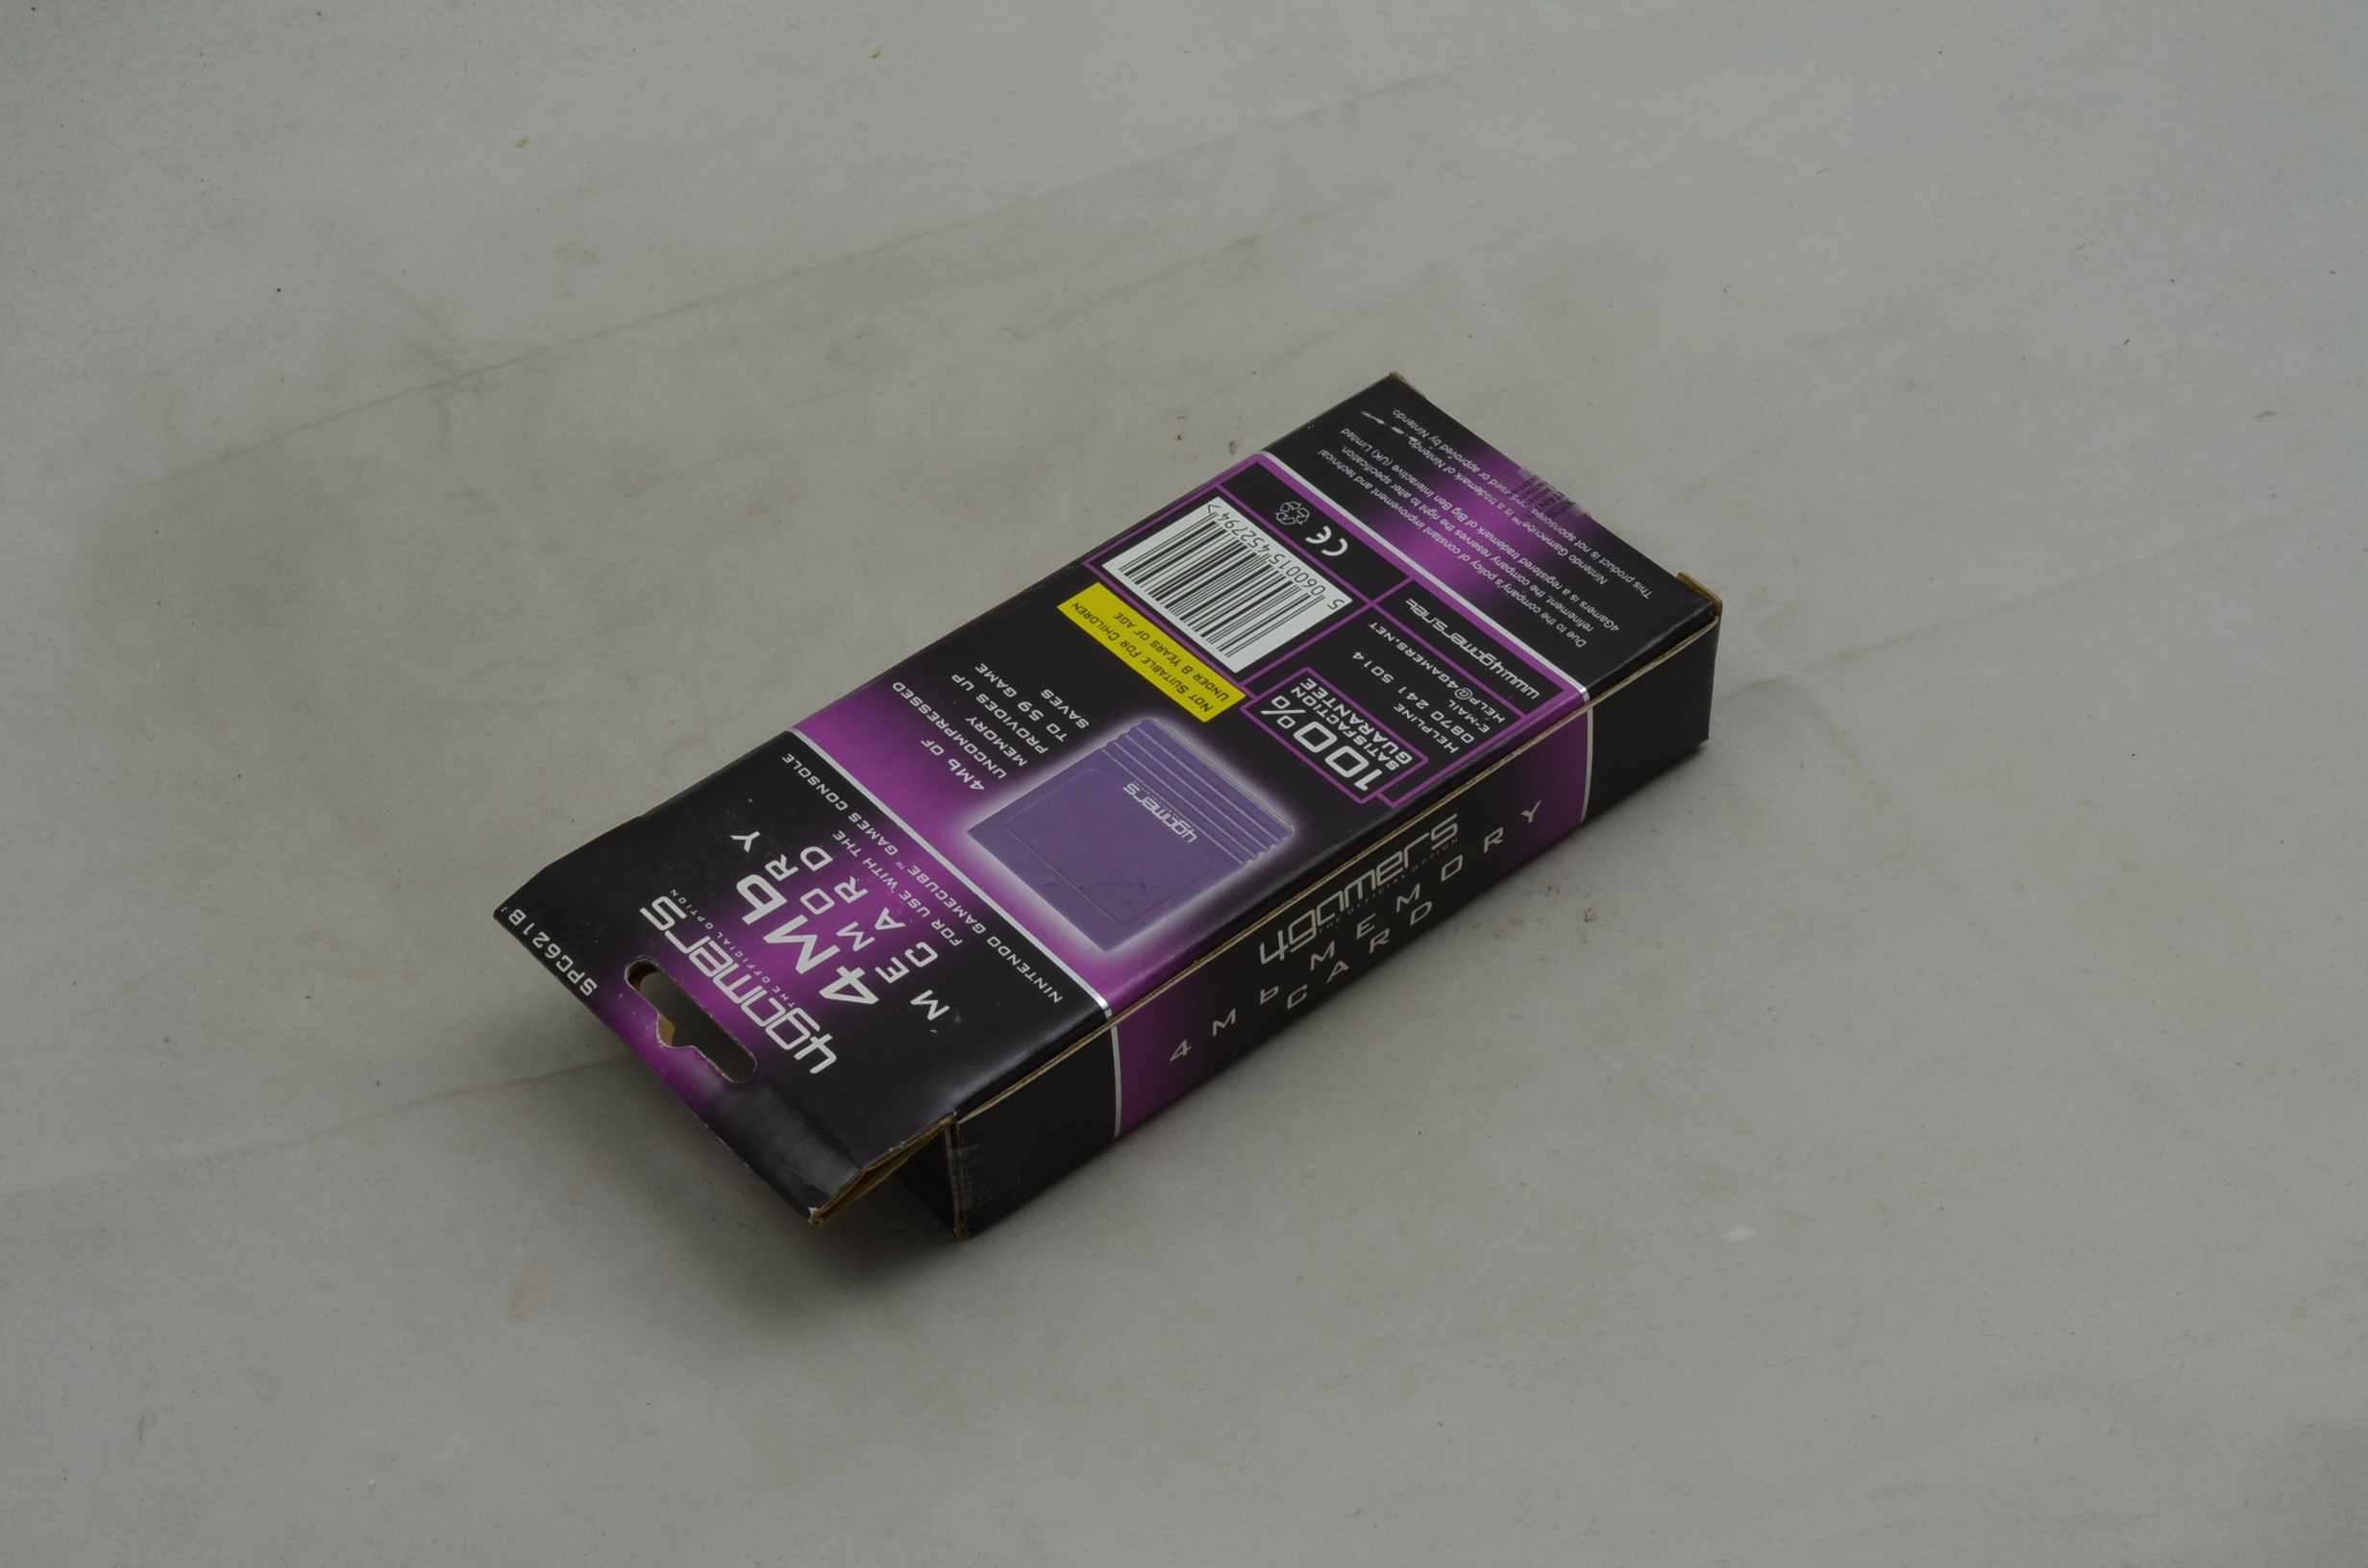 SPC6621B
4gamers
THE OFFICIAL OPTION
4Mb
MEMORY
CARD
FOR USE WITH THE
NINTENDO GAMECUBE™ GAMES CONSOLE
4Mb OF
UNCOMPRESSED
MEMORY
PROVIDES UP
TO 59 GAME
SAVES
4gamers
NOT SUITABLE FOR CHILDREN
UNDER 8 YEARS OF AGE
5 060015 452794 >
100%
SATISFACTION
GUARANTEE
HELPLINE
0870 241 5014
E-MAIL
HELP@4GAMERS.NET
www.4gamers.net
CE
Due to the company's policy of constant improvement and technical
refinement, the company reserves the right to alter specification.
4Gamers is a registered trademark of Big Ben Interactive (UK) Limited
Nintendo Gamecube™ is a trademark of Nintendo.
This product is not sponsored, endorsed or approved by Nintendo.
4gamers
THE OFFICIAL OPTION
4Mb MEMORY
CARD